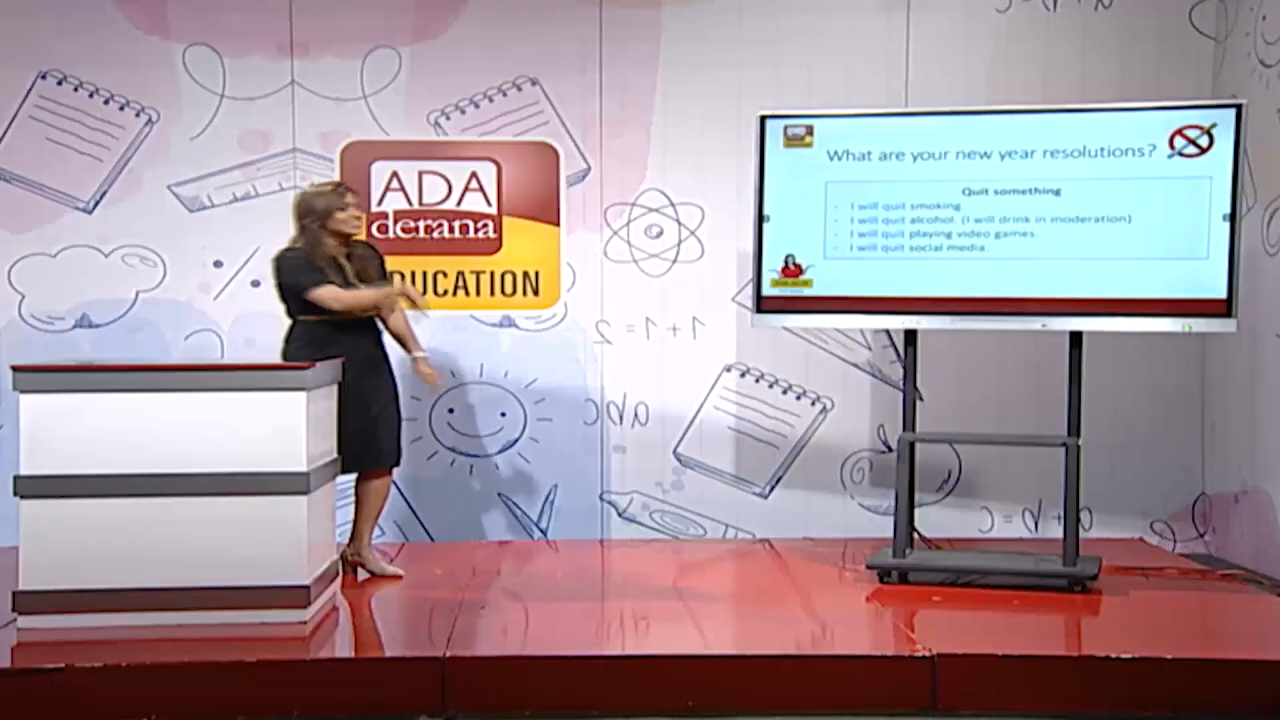 ADA
derana
EDUCATION
1+1=2
abc
a+b=c
What are your new year resolutions?
Quit something
- I will quit smoking.
- I will quit alcohol. (I will drink in moderation)
- I will quit playing video games.
- I will quit social media.